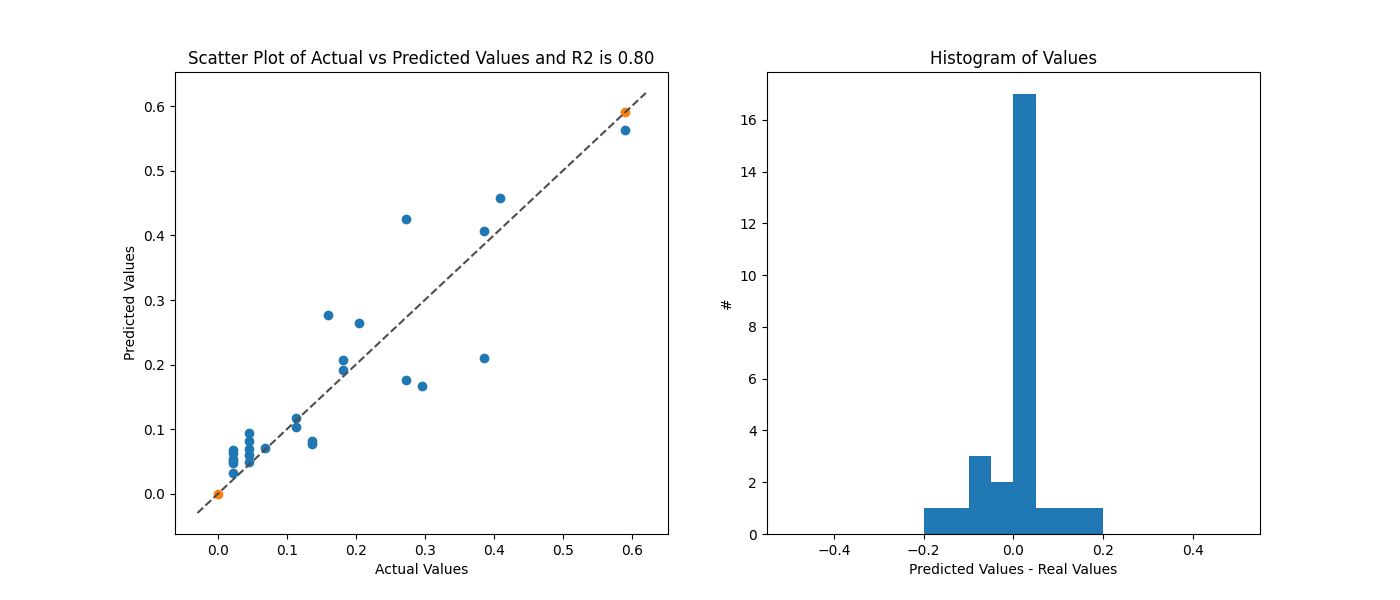 Scatter Plot of Actual vs Predicted Values and R2 is 0.80
Predicted Values
0.6
0.5
0.4
0.3
0.2
0.1
0.0
0.0 0.1 0.2 0.3 0.4 0.5 0.6
Actual Values
Histogram of Values
#
16
14
12
10
8
6
4
2
0
−0.4 −0.2 0.0 0.2 0.4
Predicted Values - Real Values